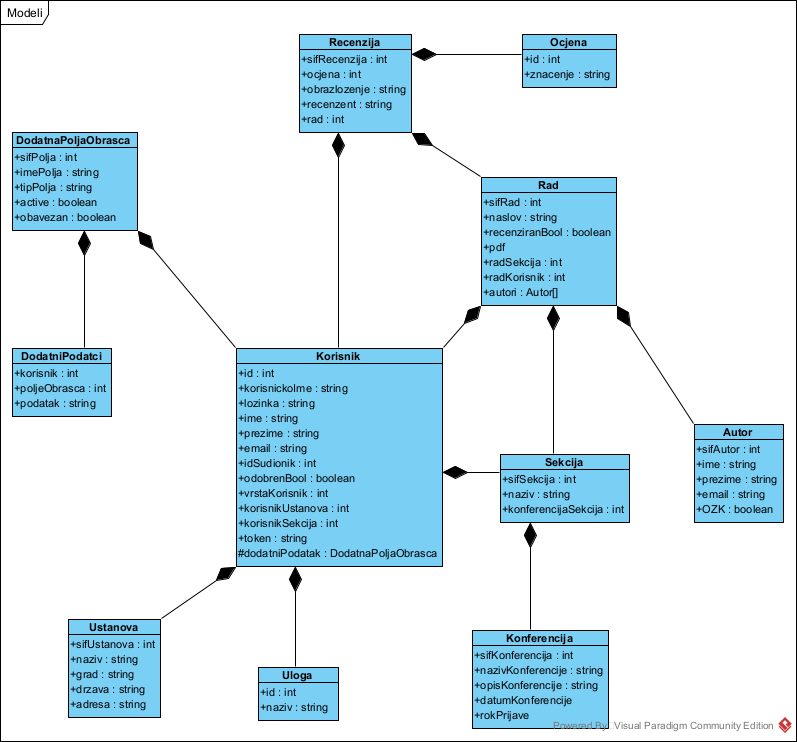 Modeli
Recenzija
+sifRecenzija : int
+ocjena : int
+obrazlozenje : string
+recenzent : string
+rad : int
Ocjena
+id : int
+znacenje : string
DodatnaPoljaObrasca
+sifPolja : int
+imePolja : string
+tipPolja : string
+active : boolean
+obavezan : boolean
Rad
+sifRad : int
+naslov : string
+recenziranBool : boolean
+pdf
+radSekcija : int
+radKorisnik : int
+autori : Autor[]
DodatniPodatci
+korisnik : int
+poljeObrasca : int
+podatak : string
Korisnik
+id : int
+korisnickoIme : string
+lozinka : string
+ime : string
+prezime : string
+email : string
+idSudionik : int
+odobrenBool : boolean
+vrstaKorisnik : int
+korisnikUstanova : int
+korisnikSekcija : int
+token : string
#dodatniPodatak : DodatnaPoljaObrasca
Sekcija
+sifSekcija : int
+naziv : string
+konferencijaSekcija : int
Autor
+sifAutor : int
+ime : string
+prezime : string
+email : string
+OZK : boolean
Ustanova
+sifUstanova : int
+naziv : string
+grad : string
+drzava : string
+adresa : string
Uloga
+id : int
+naziv : string
Konferencija
+sifKonferencija : int
+nazivKonferencije : string
+opisKonferencije : string
+datumKonferencije
+rokPrijave
Powered By Visual Paradigm Community Edition